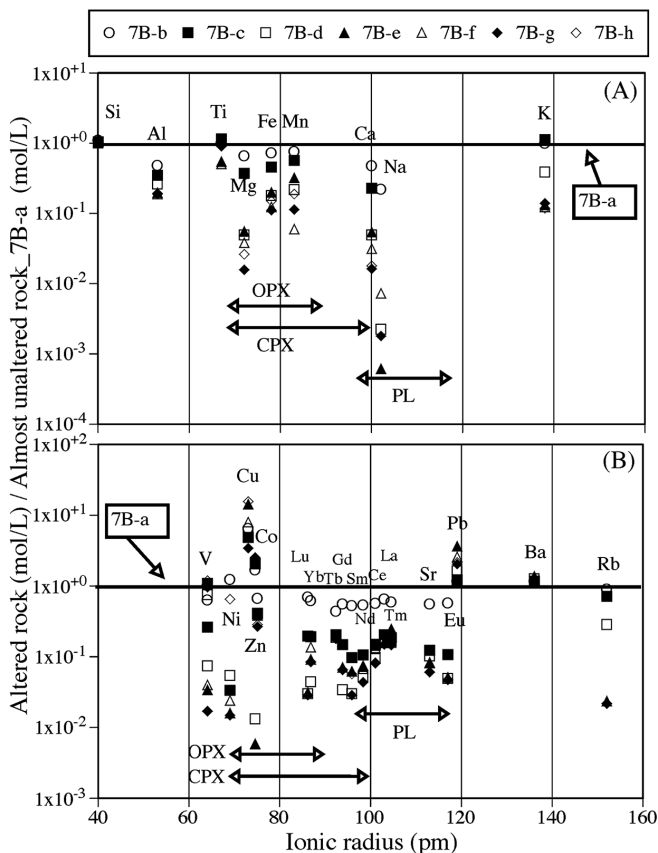 7B-b 7B-c 7B-d 7B-e 7B-f 7B-g 7B-h
Altered rock (mol/L) / Almost unaltered rock_7B-a (mol/L)
1x10+1
(A)
Si
Ti
K
Al
Fe Mn
Ca
1x10+0
Na
Mg
7B-a
1x10-1
1x10-2
OPX
CPX
1x10-3
PL
1x10-4
1x10+2
(B)
Cu
1x10+1
7B-a
Co
V
Lu
Gd
La
Pb
Yb
Tb
Sm
Ce
Sr
Ba
Rb
1x10+0
Ni
Nd
Tm
Eu
Zn
1x10-1
PL
1x10-2
OPX
CPX
1x10-3
40 60 80 100 120 140 160
Ionic radius (pm)